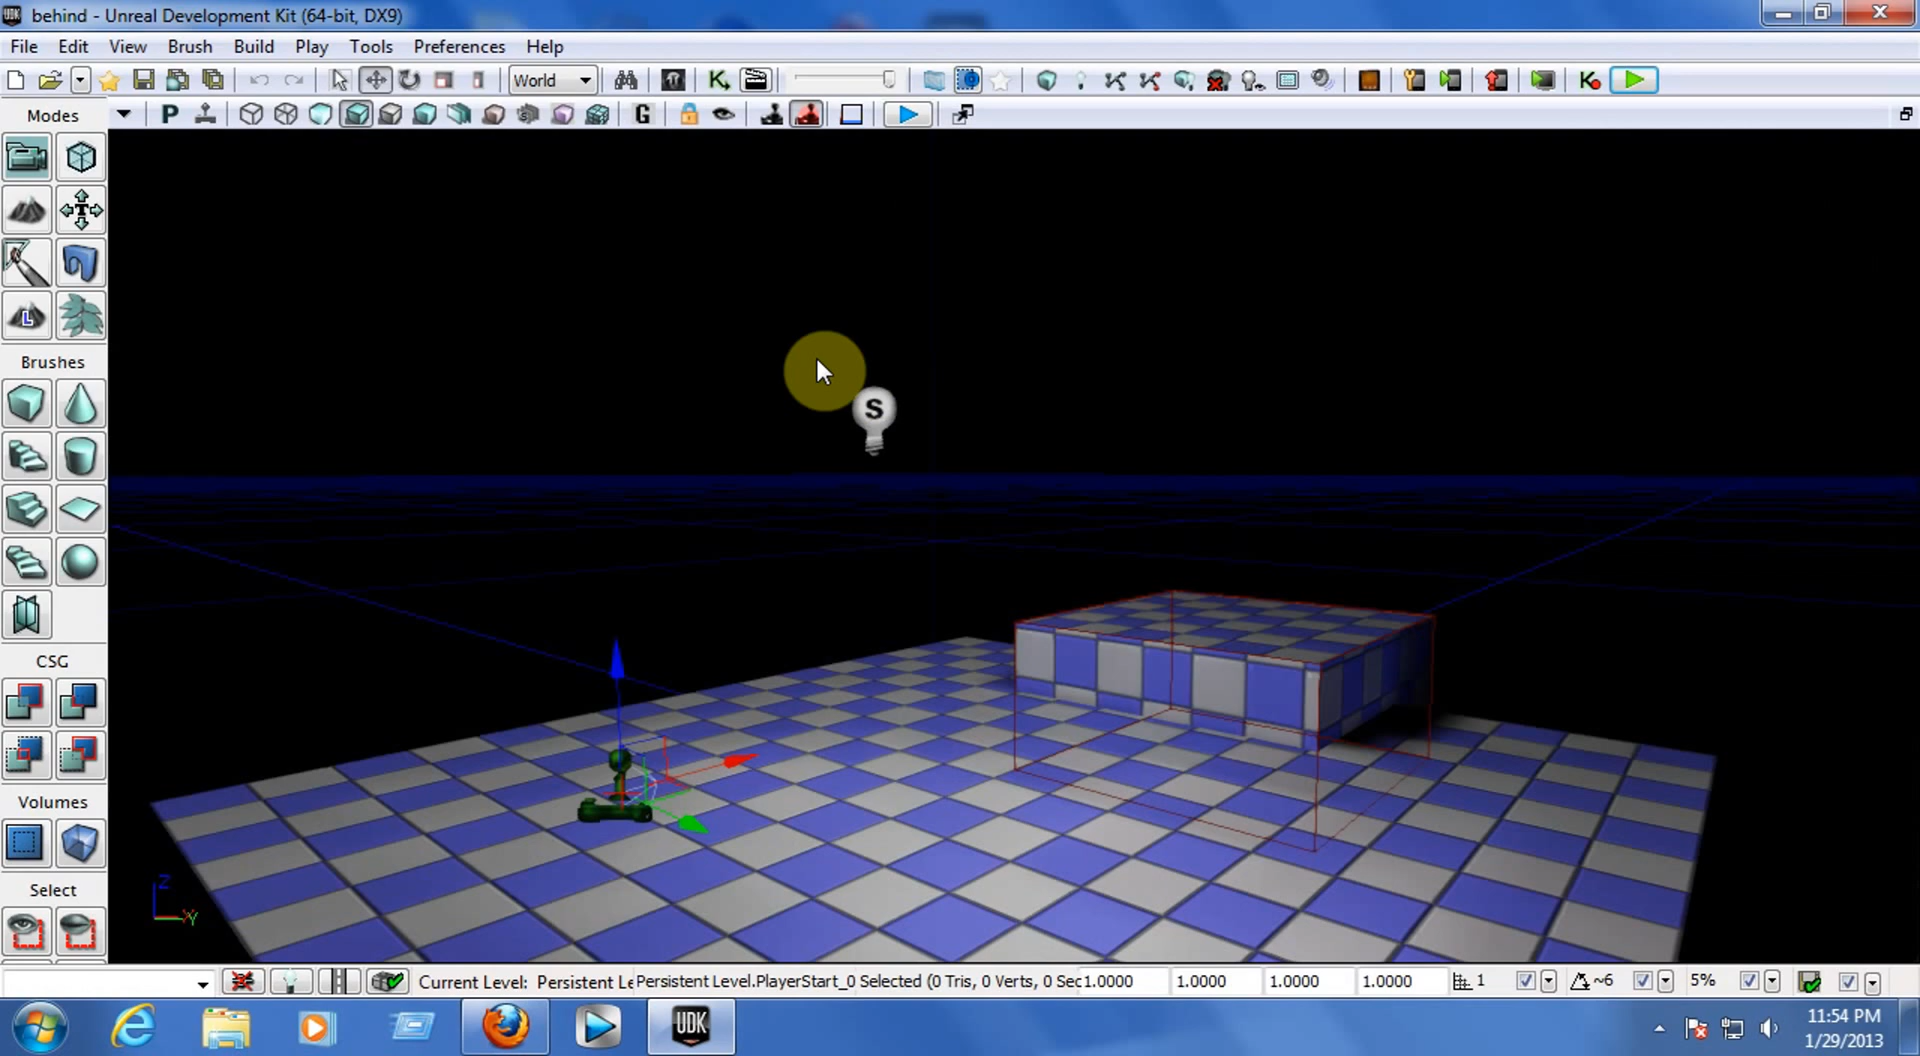 behind - Unreal Development Kit (64-bit, DX9)
File Edit View Brush Build Play Tools Preferences Help
World
Modes
P
G
L
Brushes
S
CSG
Volumes
Select
Z
Y
Current Level: Persistent Le
Persistent Level.PlayerStart_0 Selected (0 Tris, 0 Verts, 0 Sec
1.0000 1.0000 1.0000 1.0000
1
~6
5%
UDK
11:54 PM
1/29/2013